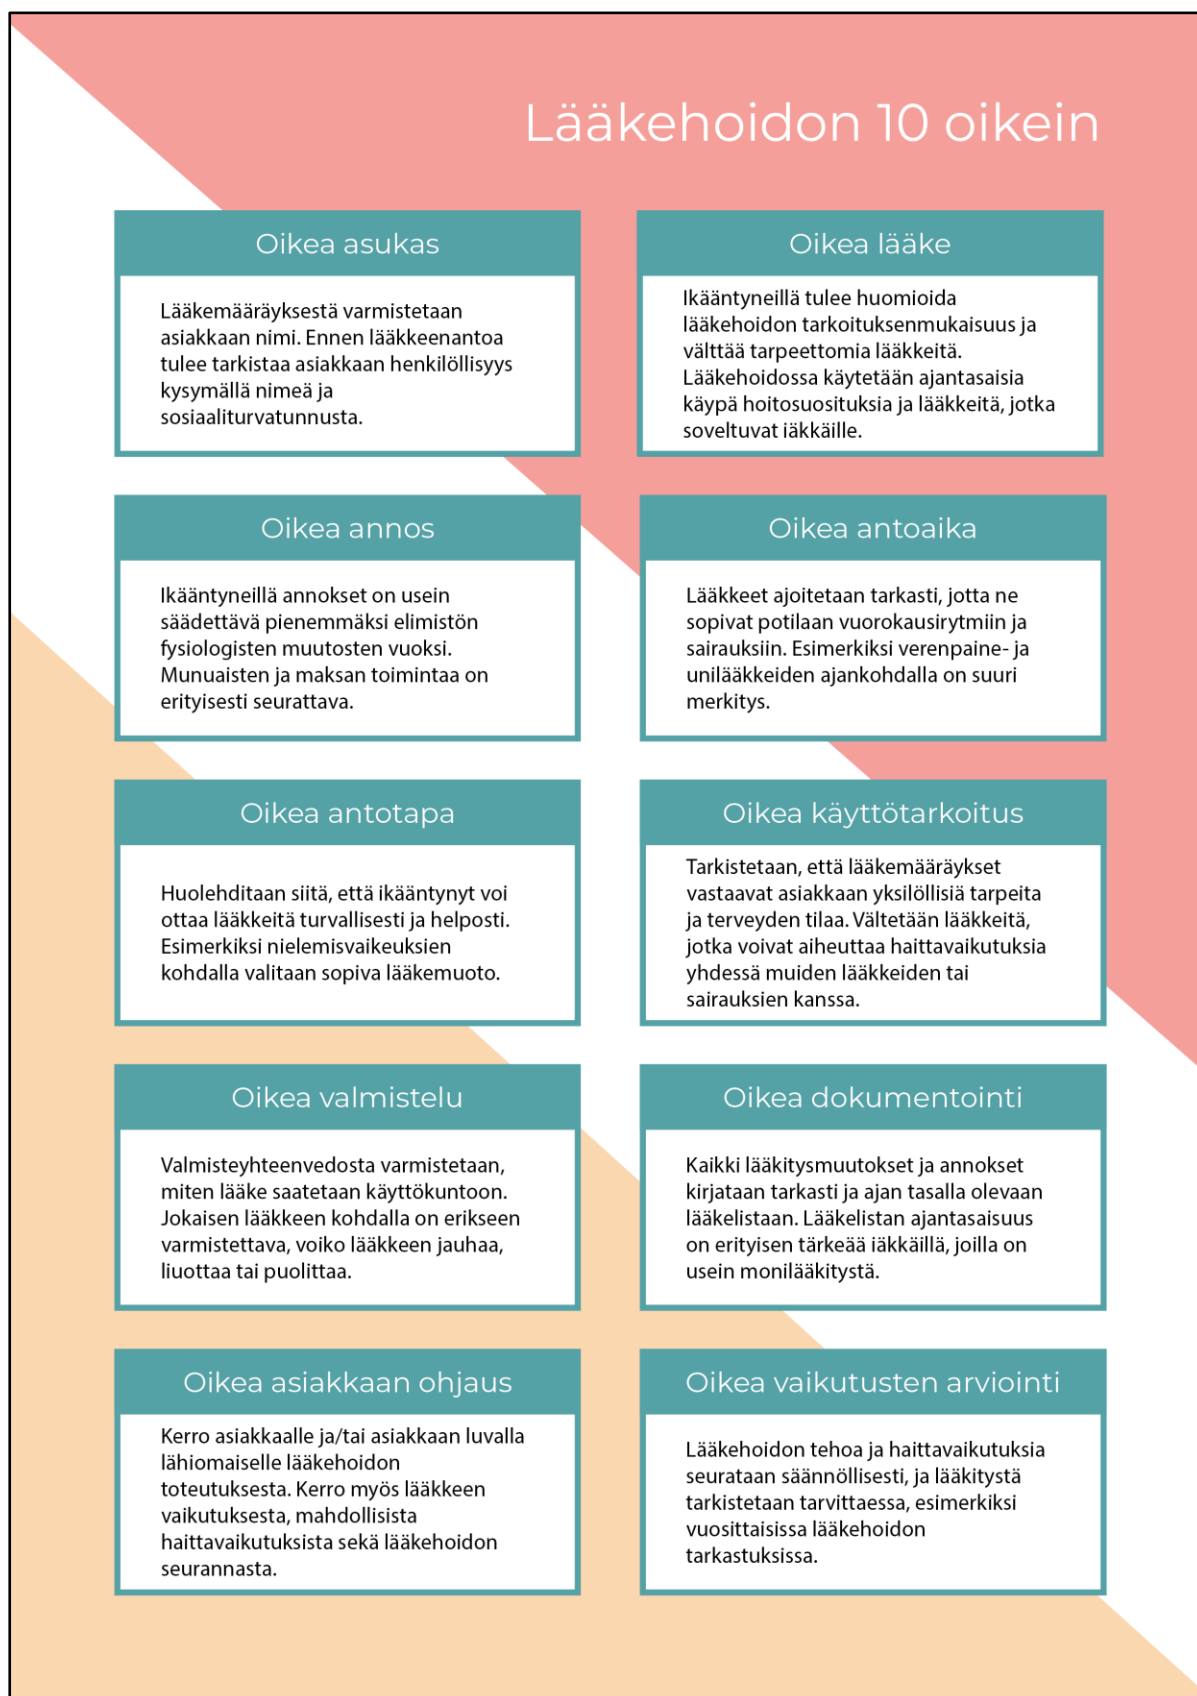 Lääkehoidon 10 oikein
Oikea asukas
Lääkemääräyksestä varmistetaan
asiakkaan nimi. Ennen lääkkeenantoa
tulee tarkistaa asiakkaan henkilöllisyys
kysymällä nimeä ja
sosiaaliturvatunnusta.
Oikea lääke
Ikääntyneillä tulee huomioida
lääkehoidon tarkoituksenmukaisuus ja
välttää tarpeettomia lääkkeitä.
Lääkehoidossa käytetään ajantasaisia
käypä hoitosuosituksia ja lääkkeitä, jotka
soveltuvat iäkkäille.
Oikea annos
Ikääntyneillä annokset on usein
säädettävä pienemmäksi elimistön
fysiologisten muutosten vuoksi.
Munuaisten ja maksan toimintaa on
erityisesti seurattava.
Oikea antoaika
Lääkkeet ajoitetaan tarkasti, jotta ne
sopivat potilaan vuorokausirytmiin ja
sairauksiin. Esimerkiksi verenpaine- ja
unilääkkeiden ajankohdalla on suuri
merkitys.
Oikea antotapa
Huolehditaan siitä, että ikääntynyt voi
ottaa lääkkeitä turvallisesti ja helposti.
Esimerkiksi nielemisvaikeuksien
kohdalla valitaan sopiva lääkemuoto.
Oikea käyttötarkoitus
Tarkistetaan, että lääkemääräykset
vastaavat asiakkaan yksilöllisiä tarpeita
ja terveyden tilaa. Vältetään lääkkeitä,
jotka voivat aiheuttaa haittavaikutuksia
yhdessä muiden lääkkeiden tai
sairauksien kanssa.
Oikea valmistelu
Valmisteyhteenvedosta varmistetaan,
miten lääke saatetaan käyttökuntoon.
Jokaisen lääkkeen kohdalla on erikseen
varmistettava, voiko lääkkeen jauhaa,
liuottaa tai puolittaa.
Oikea dokumentointi
Kaikki lääkitysmuutokset ja annokset
kirjataan tarkasti ja ajan tasalla olevaan
lääkelistaan. Lääkelistan ajantasaisuus
on erityisen tärkeää iäkkäillä, joilla on
usein monilääkitystä.
Oikea asiakkaan ohjaus
Kerro asiakkaalle ja/tai asiakkaan luvalla
lähiomaiselle lääkehoidon
toteutuksesta. Kerro myös lääkkeen
vaikutuksesta, mahdollisista
haittavaikutuksista sekä lääkehoidon
seurannasta.
Oikea vaikutusten arviointi
Lääkehoidon tehoa ja haittavaikutuksia
seurataan säännöllisesti, ja lääkitystä
tarkistetaan tarvittaessa, esimerkiksi
vuosittaisissa lääkehoidon
tarkastuksissa.